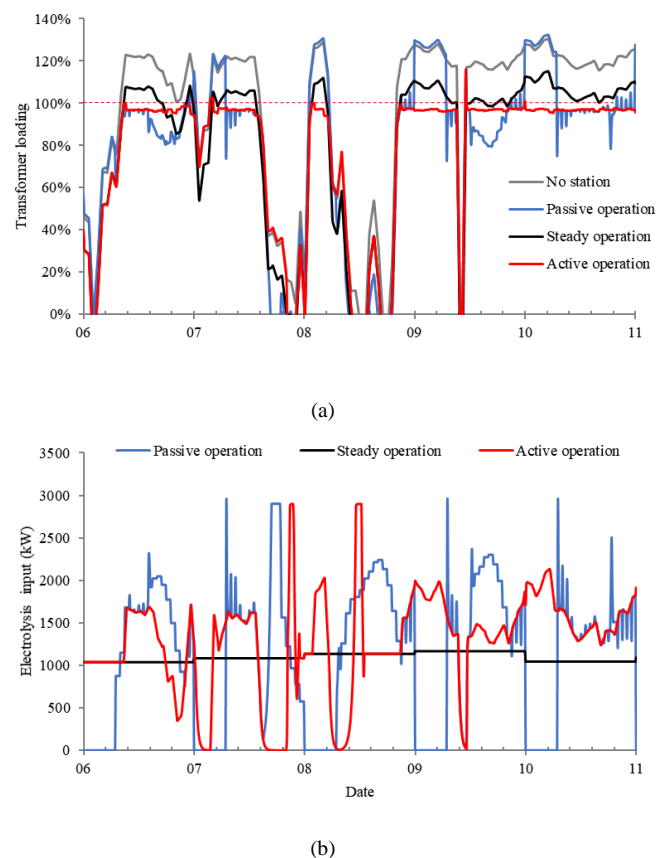 140%
120%
100%
80%
60%
40%
20%
0%
Transformer loading
No station
Passive operation
Steady operation
Active operation
06 07 08 09 10 11
(a)
3500
3000
2500
2000
1500
1000
500
0
Electrolysis input (kW)
Passive operation Steady operation Active operation
06 07 08 09 10 11
Date
(b)